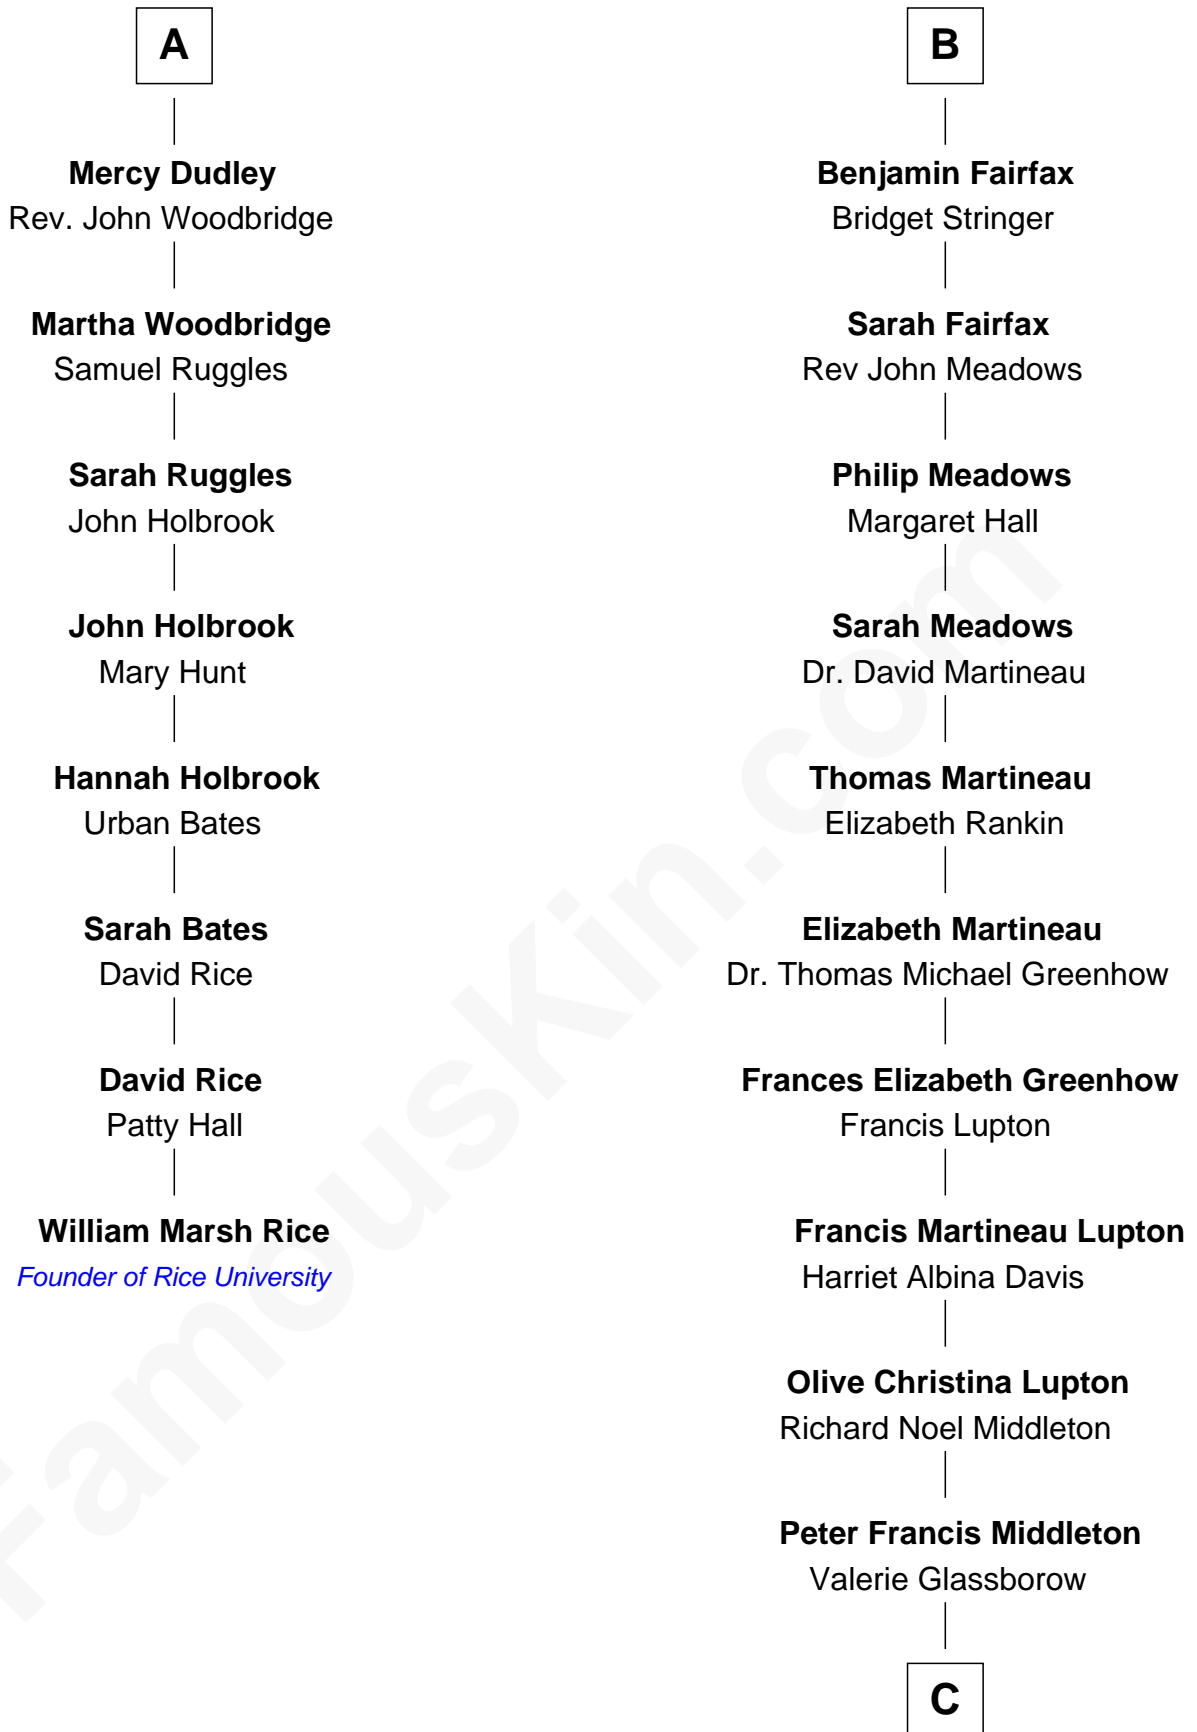 A
Mercy Dudley
Rev. John Woodbridge
Martha Woodbridge
Samuel Ruggles
Sarah Ruggles
John Holbrook
John Holbrook
Mary Hunt
Hannah Holbrook
Urban Bates
Sarah Bates
David Rice
David Rice
Patty Hall
William Marsh Rice
Founder of Rice University
B
Benjamin Fairfax
Bridget Stringer
Sarah Fairfax
Rev John Meadows
Philip Meadows
Margaret Hall
Sarah Meadows
Dr. David Martineau
Thomas Martineau
Elizabeth Rankin
Elizabeth Martineau
Dr. Thomas Michael Greenhow
Frances Elizabeth Greenhow
Francis Lupton
Francis Martineau Lupton
Harriet Albina Davis
Olive Christina Lupton
Richard Noel Middleton
Peter Francis Middleton
Valerie Glassborow
C
FamousKin.com